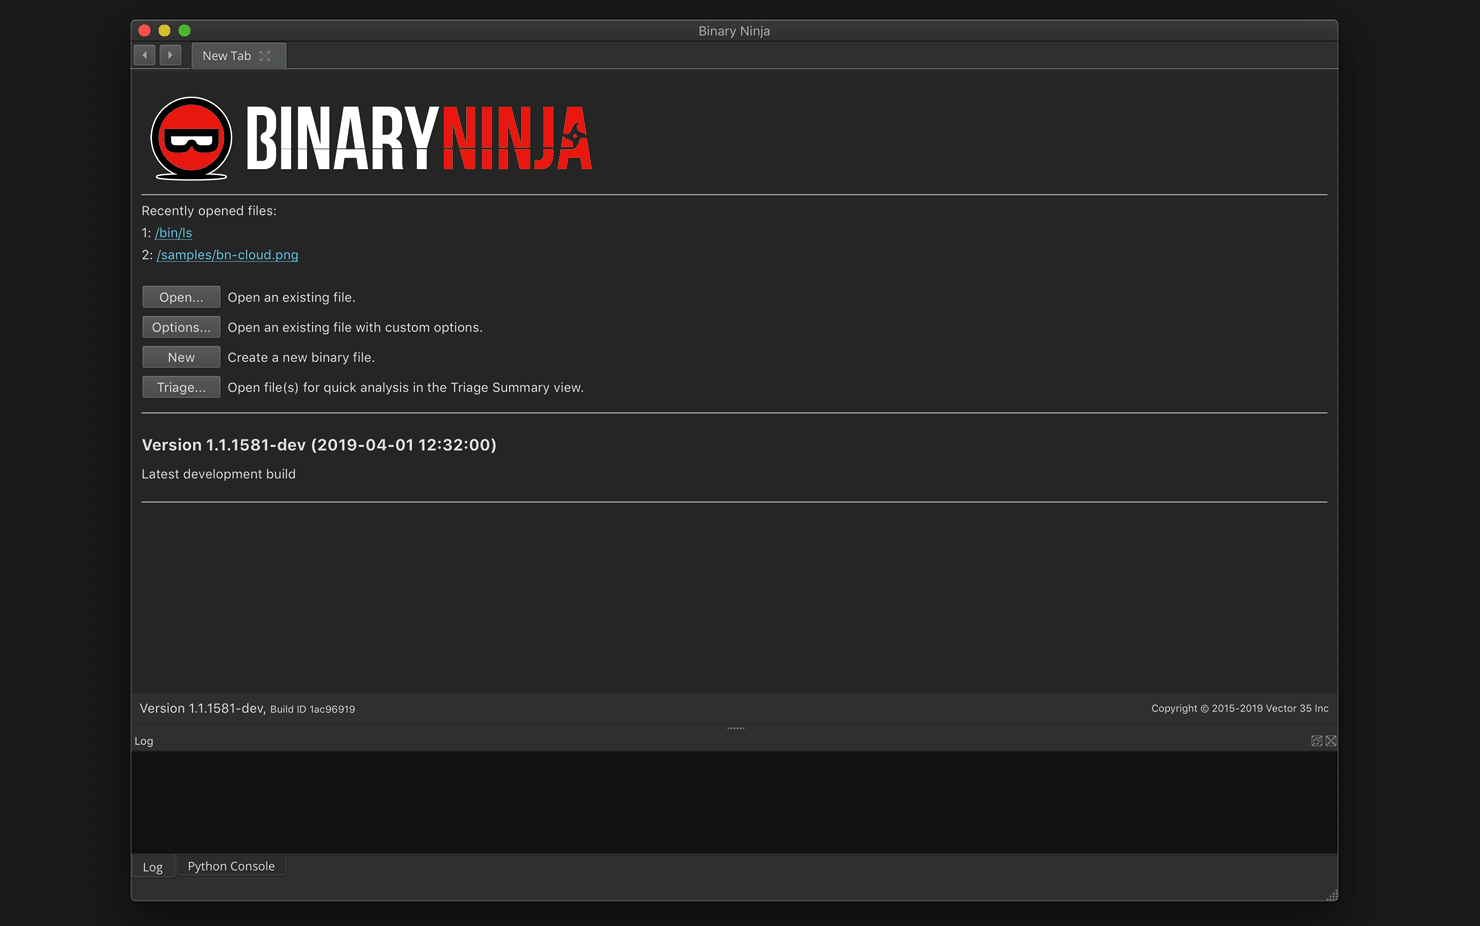 Binary Ninja
New Tab
BINARYNINJA
Recently opened files:
1: /bin/ls
2: /samples/bn-cloud.png
Open... Open an existing file.
Options... Open an existing file with custom options.
New Create a new binary file.
Triage... Open file(s) for quick analysis in the Triage Summary view.
Version 1.1.1581-dev (2019-04-01 12:32:00)
Latest development build
Version 1.1.1581-dev, Build ID 1ac96919 Copyright © 2015-2019 Vector 35 Inc
Log
Log Python Console